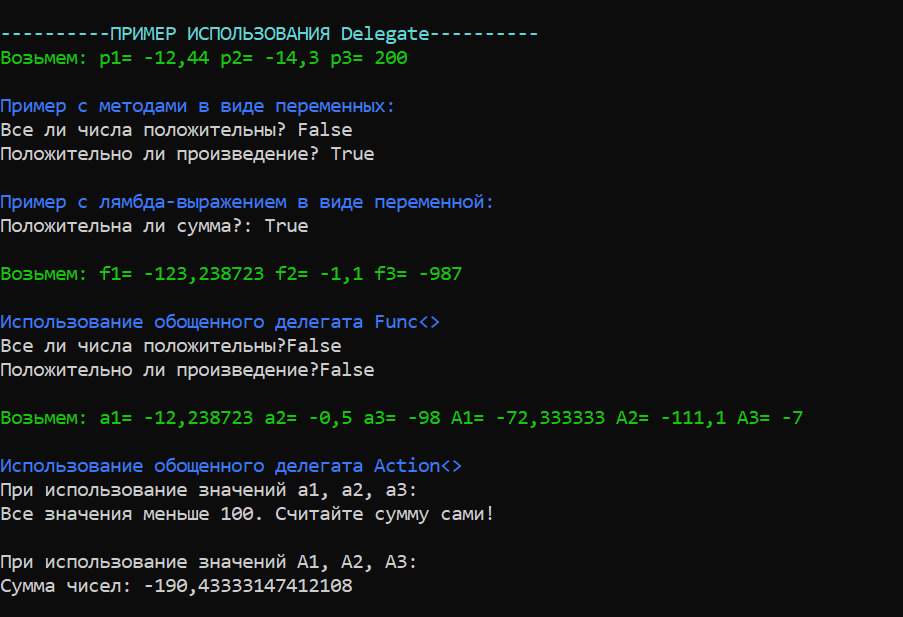 ----------ПРИМЕР ИСПОЛЬЗОВАНИЯ Delegate----------
Возьмем: p1= -12,44 p2= -14,3 p3= 200
Пример с методами в виде переменных:
Все ли числа положительны? False
Положительно ли произведение? True
Пример с лямбда-выражением в виде переменной:
Положительна ли сумма?: True
Возьмем: f1= -123,238723 f2= -1,1 f3= -987
Использование обощенного делегата Func<>
Все ли числа положительны?False
Положительно ли произведение?False
Возьмем: a1= -12,238723 a2= -0,5 a3= -98 A1= -72,333333 A2= -111,1 A3= -7
Использование обощенного делегата Action<>
При использование значений a1, a2, a3:
Все значения меньше 100. Считайте сумму сами!
При использование значений A1, A2, A3:
Сумма чисел: -190,43333147412108